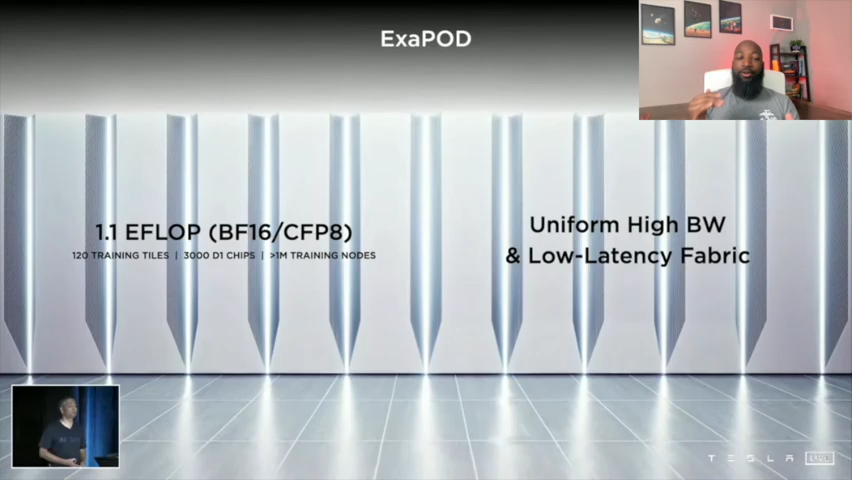 ExaPOD
1.1 EFLOP (BF16/CFP8)
120 TRAINING TILES | 3000 D1 CHIPS | >1M TRAINING NODES
Uniform High BW
& Low-Latency Fabric
TESLA LIVE